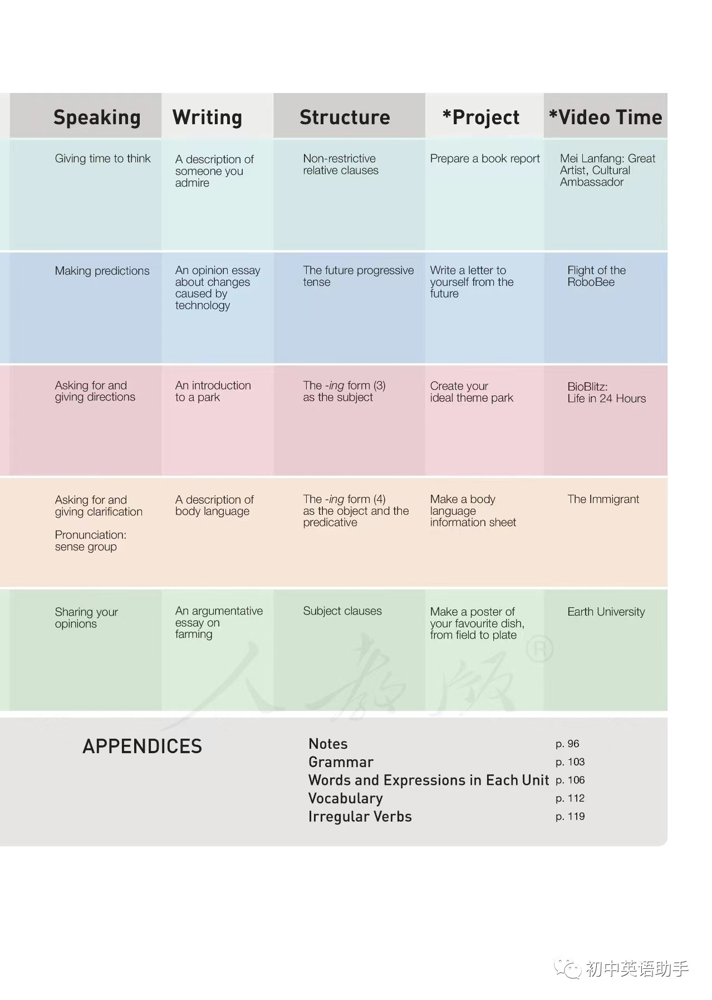 Speaking
Writing
Structure
*Project
*Video Time
Giving time to think
A description of
someone you
admire
Non-restrictive
relative clauses
Prepare a book report
Mei Lanfang: Great
Artist, Cultural
Ambassador
Making predictions
An opinion essay
about changes
caused by
technology
The future progressive
tense
Write a letter to
yourself from the
future
Flight of the
RoboBee
Asking for and
giving directions
An introduction
to a park
The -ing form (3)
as the subject
Create your
ideal theme park
BioBlitz:
Life in 24 Hours
Asking for and
giving clarification
Pronunciation:
sense group
A description of
body language
The -ing form (4)
as the object and the
predicative
Make a body
language
information sheet
The Immigrant
Sharing your
opinions
An argumentative
essay on
farming
Subject clauses
Make a poster of
your favourite dish,
from field to plate
Earth University
人教版®
APPENDICES
Notes p. 96
Grammar p. 103
Words and Expressions in Each Unit p. 106
Vocabulary p. 112
Irregular Verbs p. 119
初中英语助手